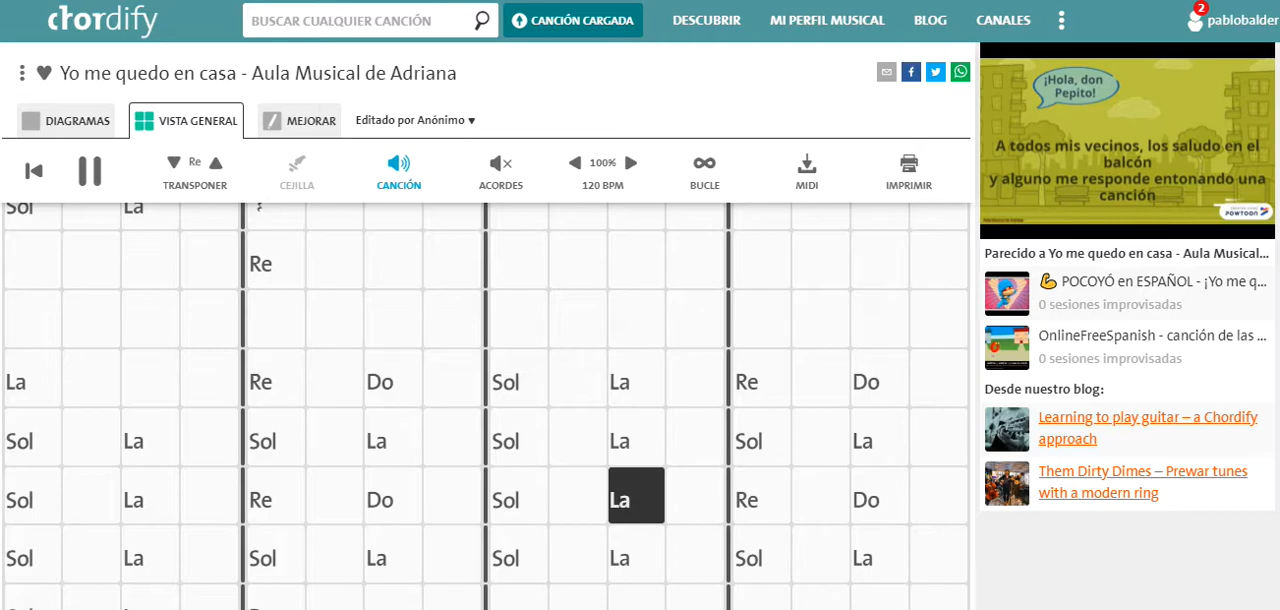 chordify
BUSCAR CUALQUIER CANCIÓN
CANCIÓN CARGADA
DESCUBRIR
MI PERFIL MUSICAL
BLOG
CANALES
2
pablobalder
Yo me quedo en casa - Aula Musical de Adriana
DIAGRAMAS
VISTA GENERAL
MEJORAR
Editado por Anónimo ▾
Re
TRANSPONER
CEJILLA
CANCIÓN
ACORDES
100%
120 BPM
BUCLE
MIDI
IMPRIMIR
Sol La
Re
La Re Do Sol La Re Do
Sol La Sol La Sol La Sol La
Sol La Re Do Sol La Re Do
Sol La Sol La Sol La Sol La
¡Hola, don
Pepito!
A todos mis vecinos, los saludo en el
balcón
y alguno me responde entonando una
canción
POWTOON
Parecido a Yo me quedo en casa - Aula Musical...
💪 POCOYÓ en ESPAÑOL - ¡Yo me q...
0 sesiones improvisadas
OnlineFreeSpanish - canción de las ...
0 sesiones improvisadas
Desde nuestro blog:
Learning to play guitar – a Chordify
approach
Them Dirty Dimes – Prewar tunes
with a modern ring